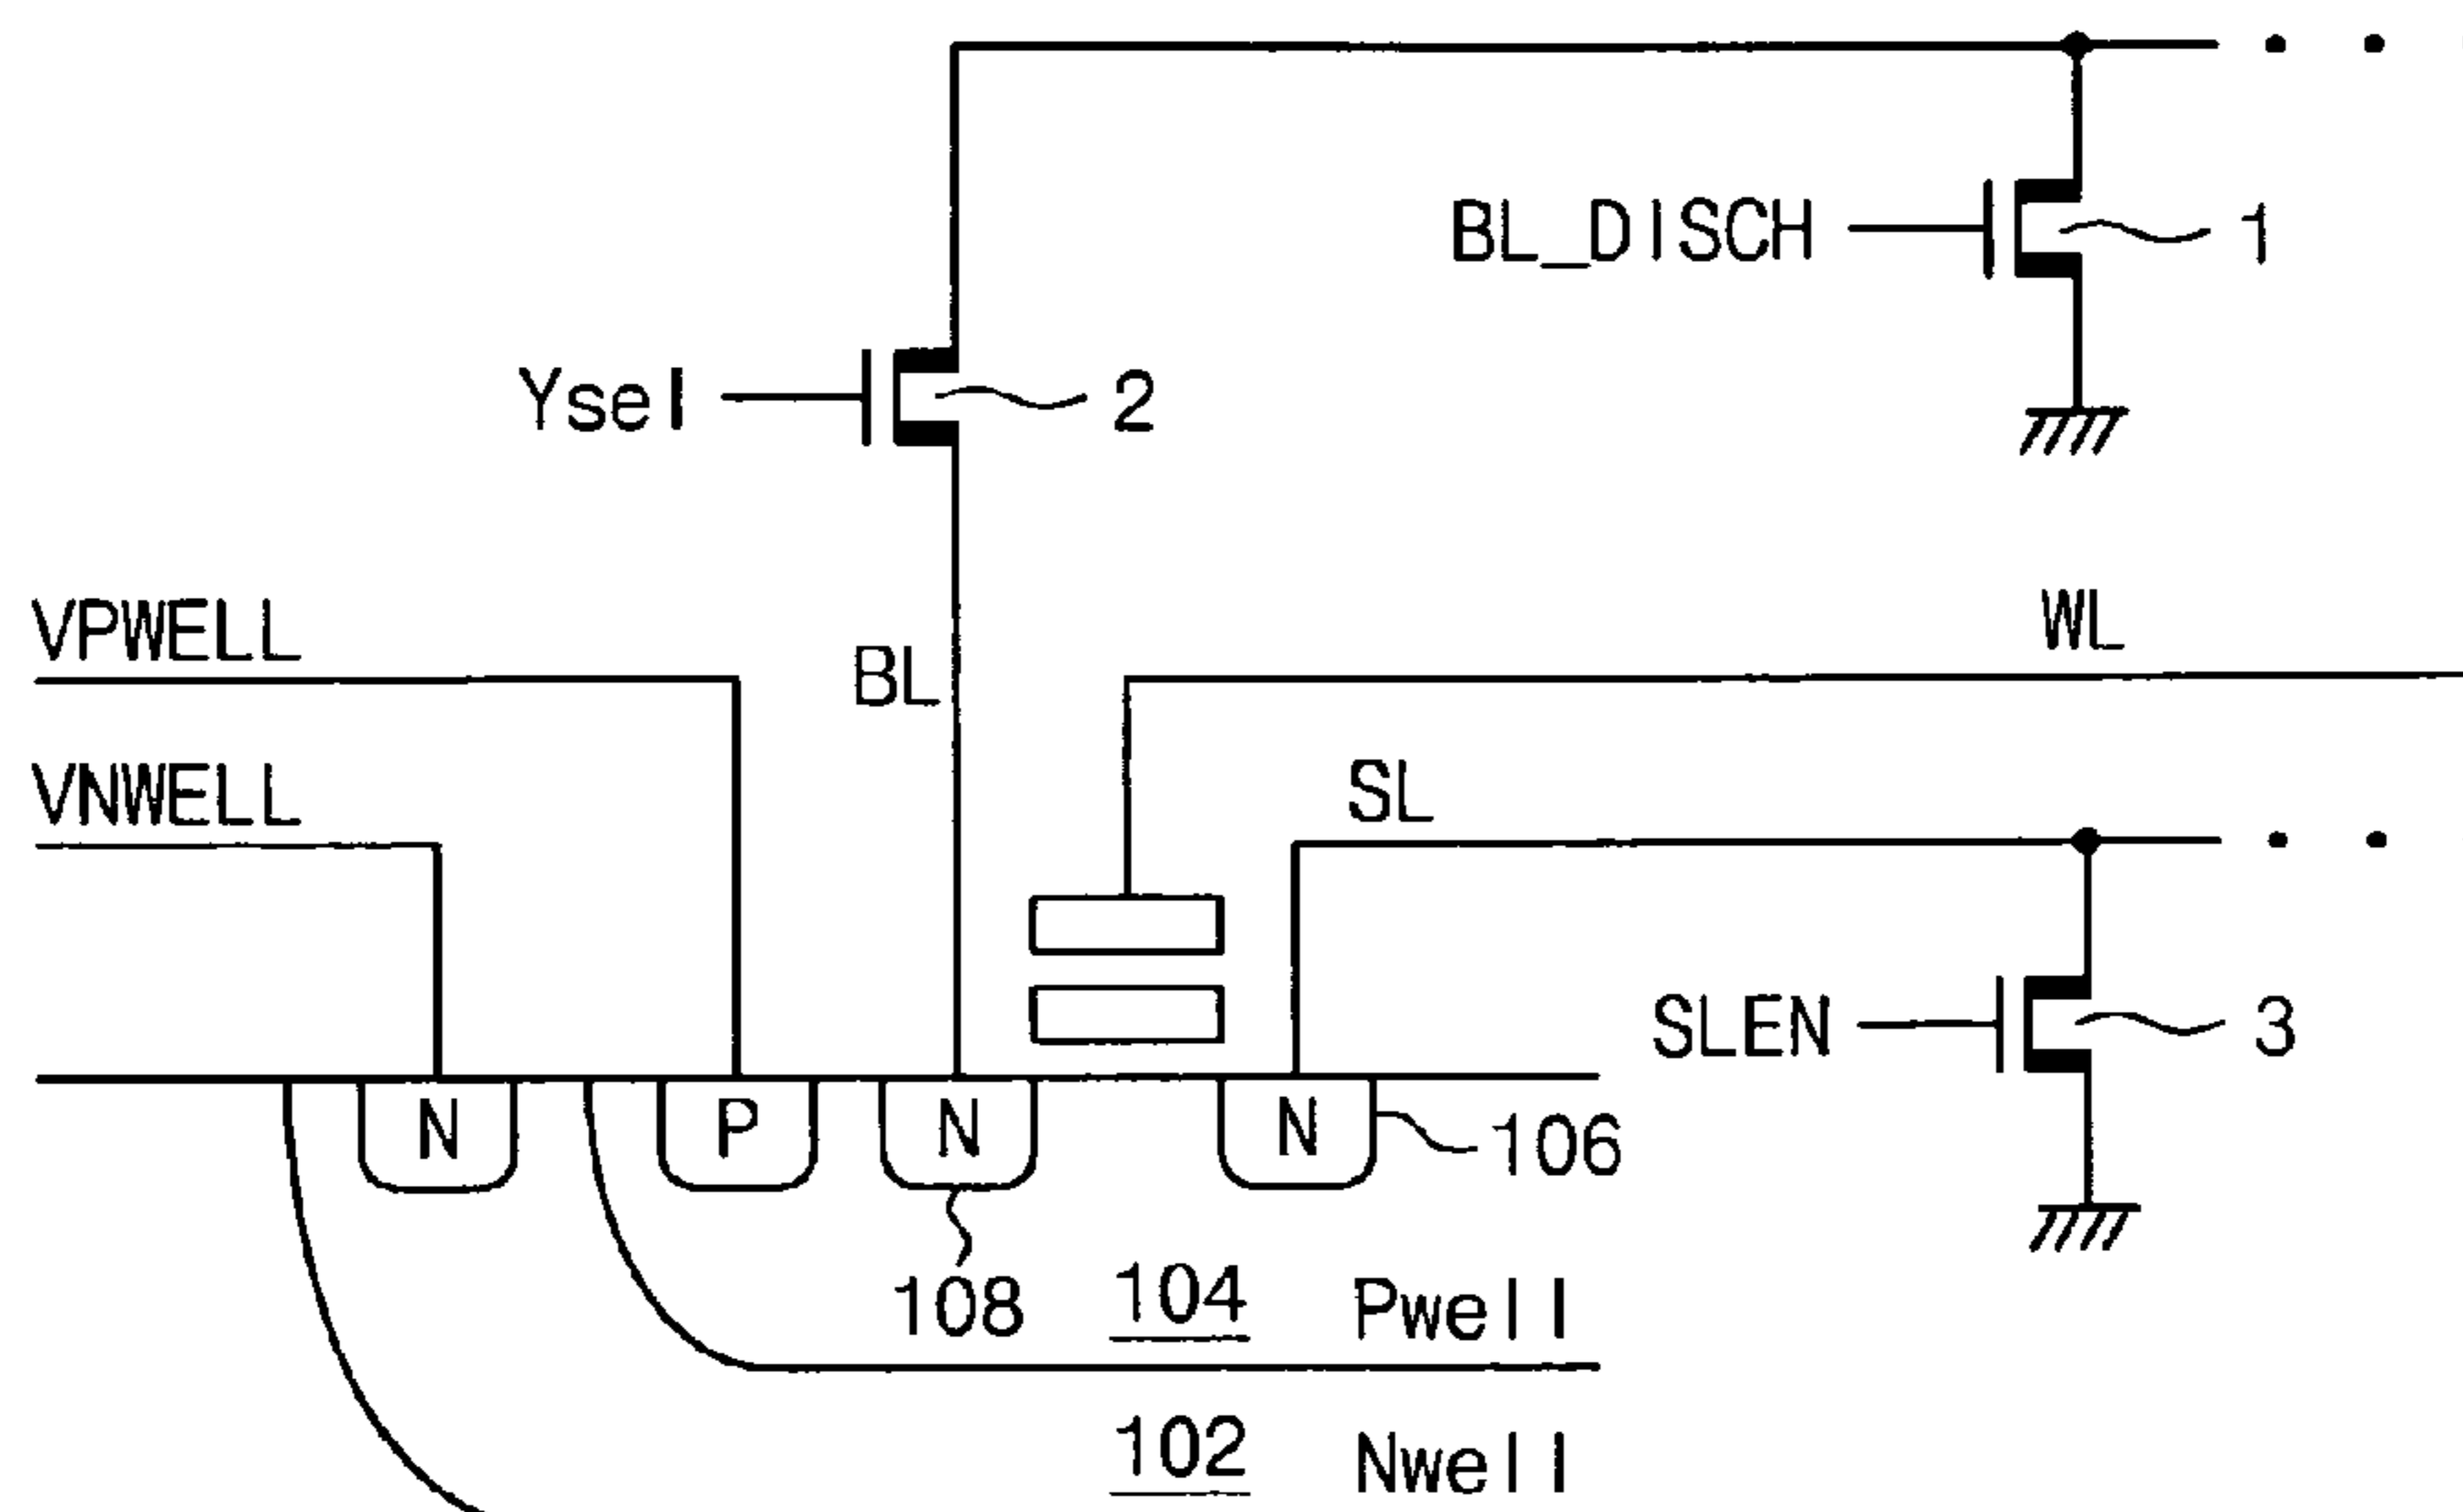 BL_DISCH
1
Ysel
2
VPWELL
WL
BL
VNWELL
SL
SLEN
3
N
P
N
N
106
108
104
Pwell
102
Nwell